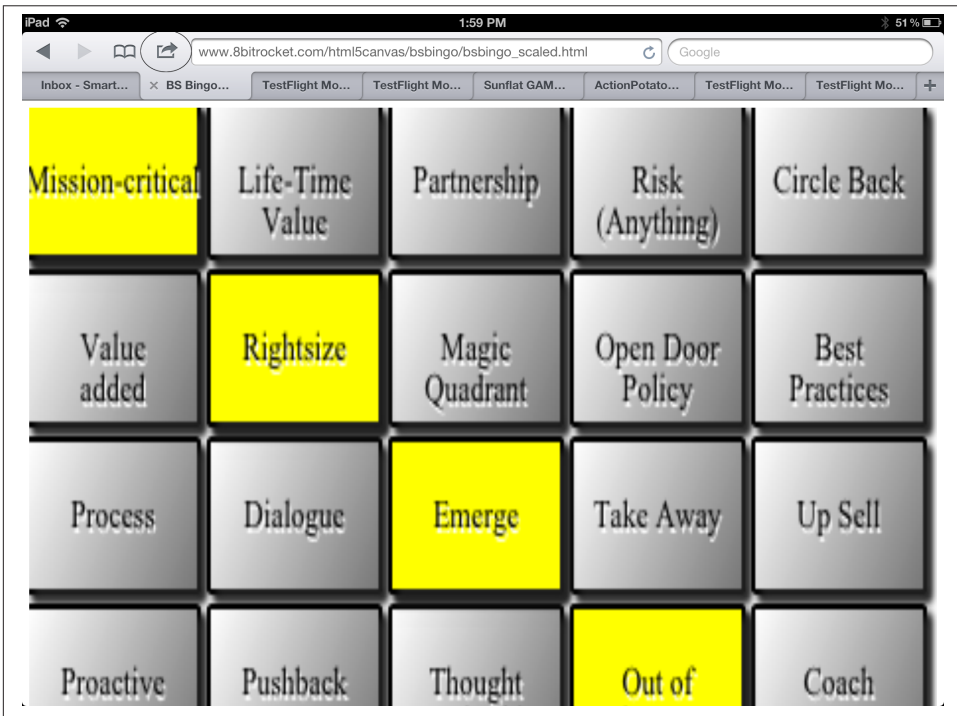 iPad 1:59 PM 51 %
www.8bitrocket.com/html5canvas/bsbingo/bsbingo_scaled.html Google
Inbox - Smart... × BS Bingo... TestFlight Mo... TestFlight Mo... Sunflat GAM... ActionPotato... TestFlight Mo... TestFlight Mo... +
Mission-critical Life-Time Partnership Risk Circle Back
Value (Anything)
Value Rightsize Magic Open Door Best
added Quadrant Policy Practices
Process Dialogue Emerge Take Away Up Sell
Proactive Pushback Thought Out of Coach